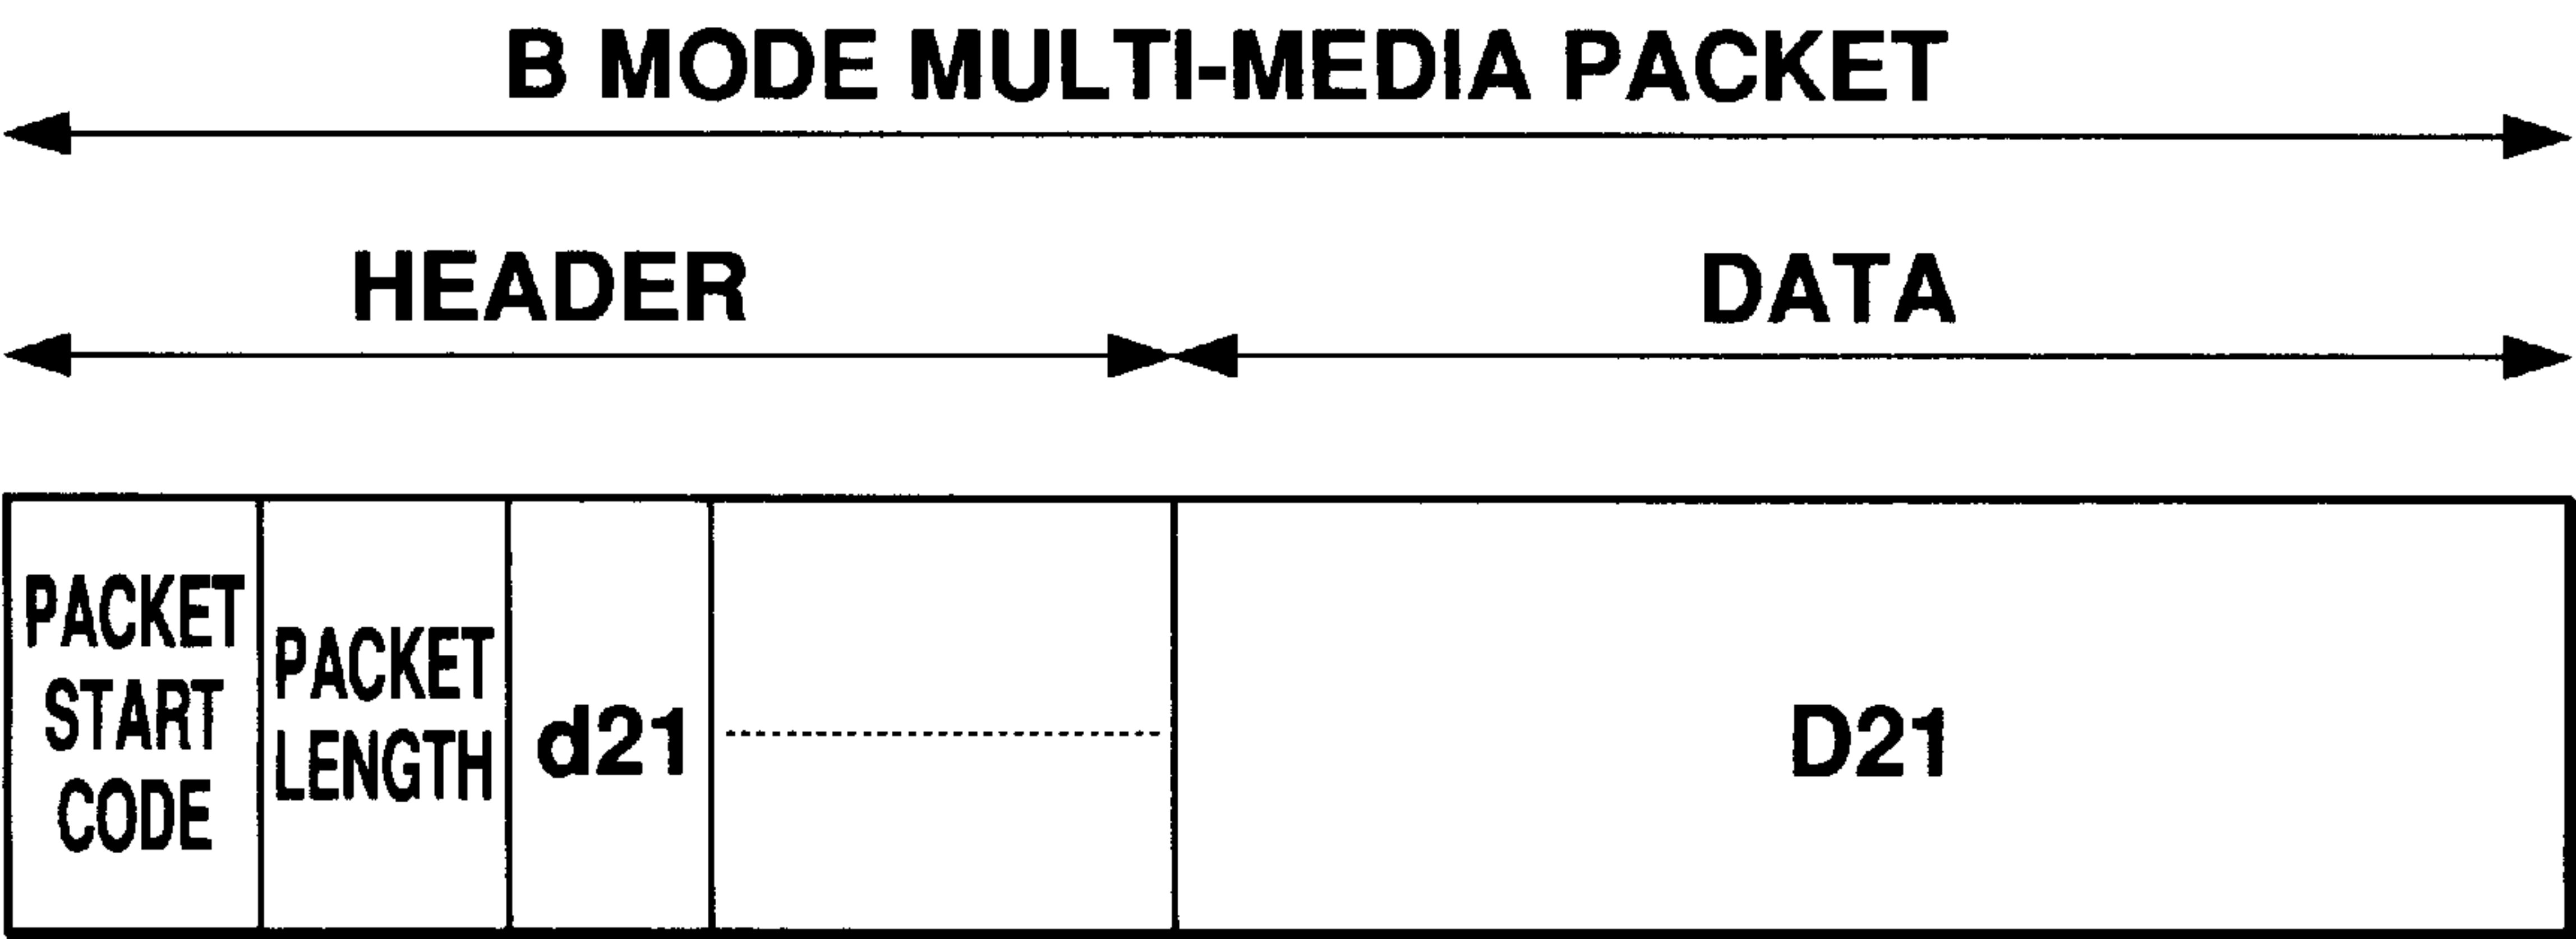 B MODE MULTI-MEDIA PACKET
HEADER
DATA
PACKET
START
CODE
PACKET
LENGTH
d21
D21